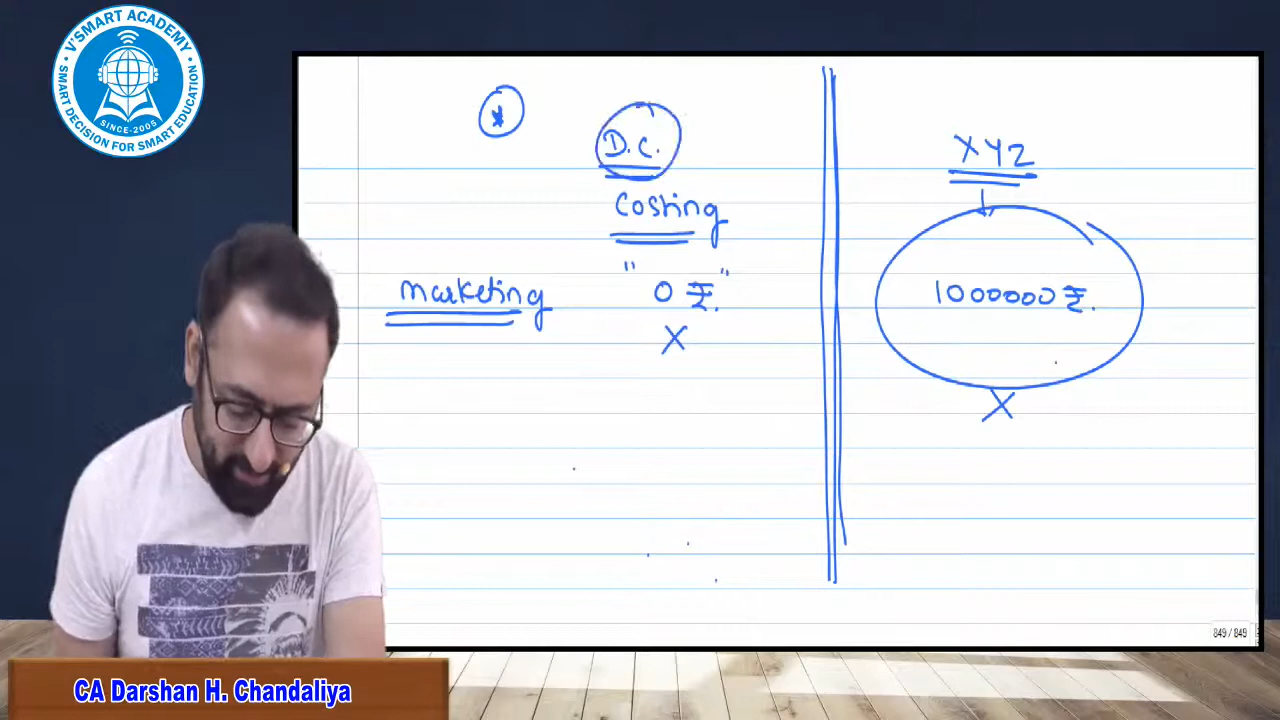 V'SMART ACADEMY
SINCE-2005
SMART DECISION FOR SMART EDUCATION
D.C.
Costing
marketing
"0 ₹."
X
XYZ
1000000 ₹.
X
849 / 849
CA Darshan H. Chandaliya